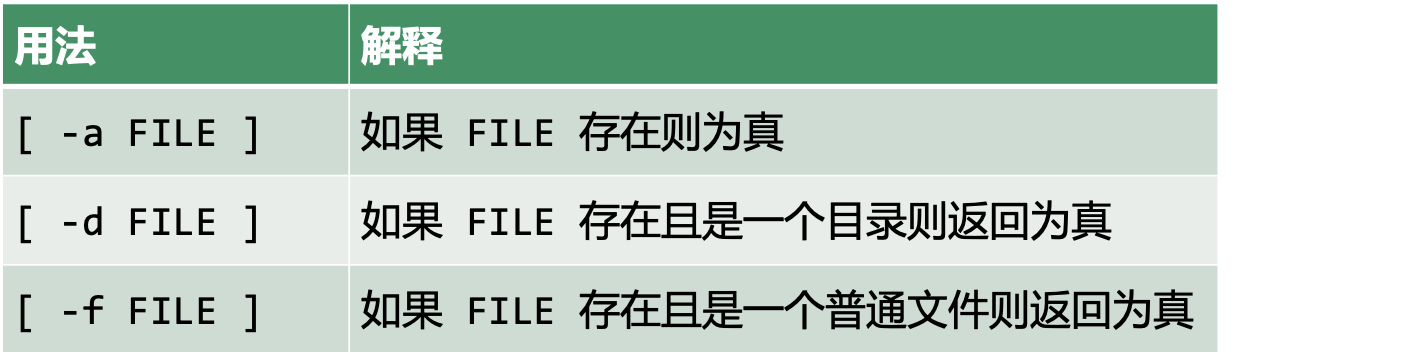 用法 解释
[ -a FILE ] 如果 FILE 存在则为真
[ -d FILE ] 如果 FILE 存在且是一个目录则返回为真
[ -f FILE ] 如果 FILE 存在且是一个普通文件则返回为真